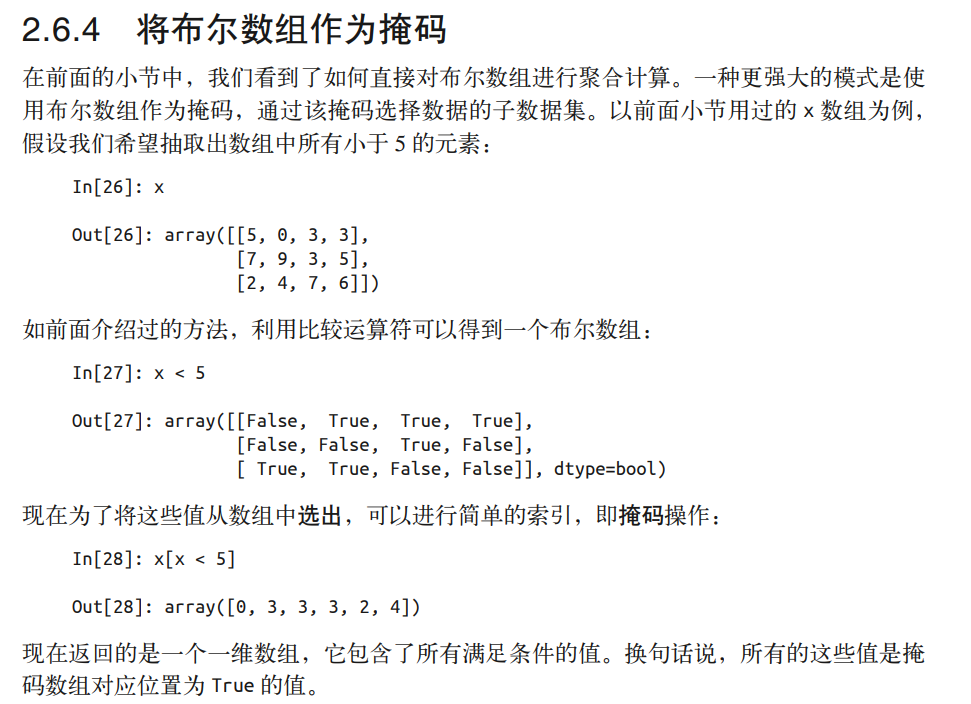 2.6.4 将布尔数组作为掩码
在前面的小节中，我们看到了如何直接对布尔数组进行聚合计算。一种更强大的模式是使
用布尔数组作为掩码，通过该掩码选择数据的子数据集。以前面小节用过的 x 数组为例，
假设我们希望抽取出数组中所有小于 5 的元素：
In[26]: x
Out[26]: array([[5, 0, 3, 3],
[7, 9, 3, 5],
[2, 4, 7, 6]])
如前面介绍过的方法，利用比较运算符可以得到一个布尔数组：
In[27]: x < 5
Out[27]: array([[False, True, True, True],
[False, False, True, False],
[ True, True, False, False]], dtype=bool)
现在为了将这些值从数组中选出，可以进行简单的索引，即掩码操作：
In[28]: x[x < 5]
Out[28]: array([0, 3, 3, 3, 2, 4])
现在返回的是一个一维数组，它包含了所有满足条件的值。换句话说，所有的这些值是掩
码数组对应位置为 True 的值。